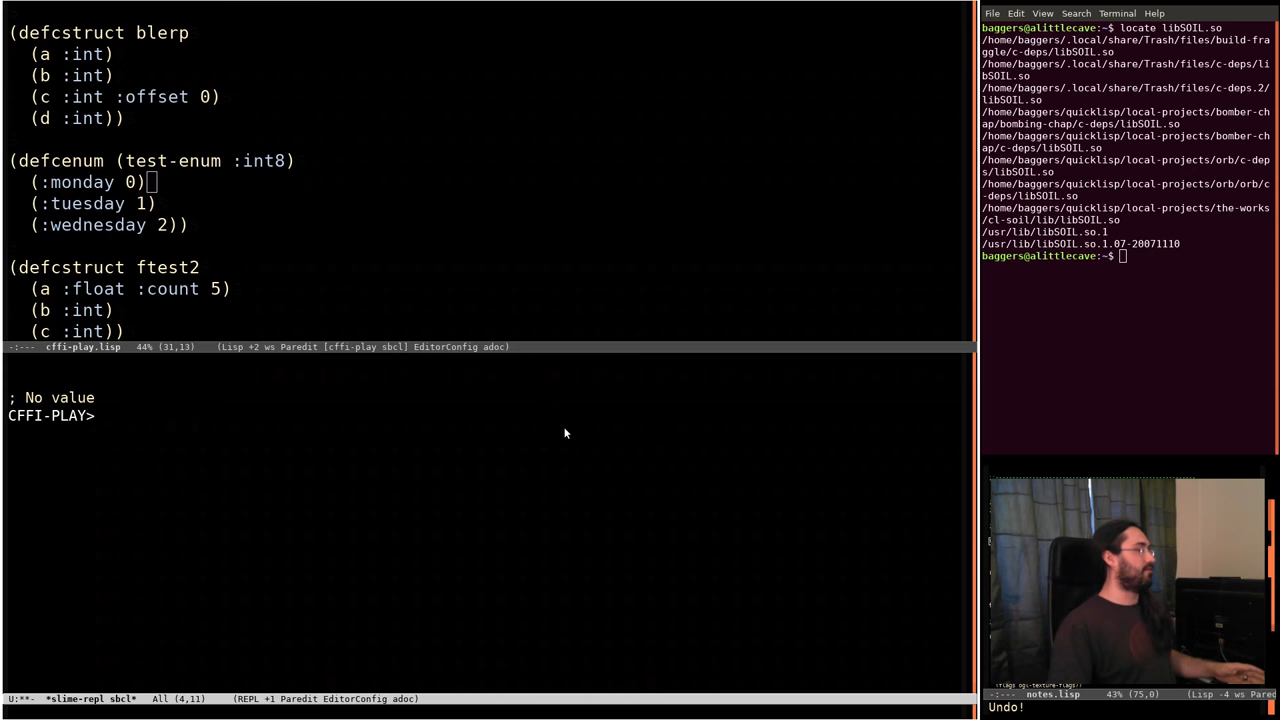 (defcstruct blerp
  (a :int)
  (b :int)
  (c :int :offset 0)
  (d :int))
(defcenum (test-enum :int8)
  (:monday 0)
  (:tuesday 1)
  (:wednesday 2))
(defcstruct ftest2
  (a :float :count 5)
  (b :int)
  (c :int))
-:---  cffi-play.lisp   44% (31,13)    (Lisp +2 ws Paredit [cffi-play sbcl] EditorConfig adoc)
; No value
CFFI-PLAY>
U:**-  *slime-repl sbcl*   All (4,11)     (REPL +1 Paredit EditorConfig adoc)
File Edit View Search Terminal Help
baggers@alittlecave:~$ locate libSOIL.so
/home/baggers/.local/share/Trash/files/build-fra
ggle/c-deps/libSOIL.so
/home/baggers/.local/share/Trash/files/c-deps/li
bSOIL.so
/home/baggers/.local/share/Trash/files/c-deps.2/
libSOIL.so
/home/baggers/quicklisp/local-projects/bomber-ch
ap/bombing-chap/c-deps/libSOIL.so
/home/baggers/quicklisp/local-projects/bomber-ch
ap/c-deps/libSOIL.so
/home/baggers/quicklisp/local-projects/orb/c-dep
s/libSOIL.so
/home/baggers/quicklisp/local-projects/orb/orb/c
-deps/libSOIL.so
/home/baggers/quicklisp/local-projects/the-works
/cl-soil/lib/libSOIL.so
/usr/lib/libSOIL.so.1
/usr/lib/libSOIL.so.1.07-20071110
baggers@alittlecave:~$
(flags ogl-texture-flags))
-:---  notes.lisp   43% (75,0)     (Lisp -4 ws Pared
Undo!